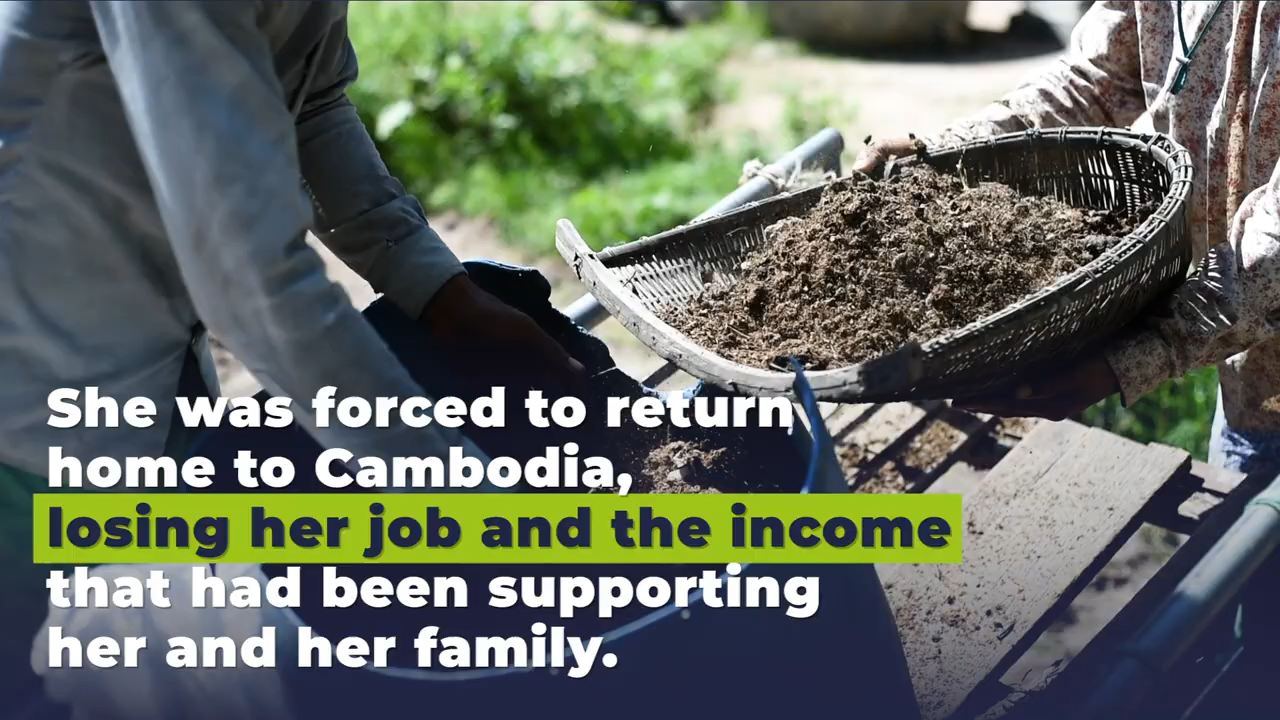 She was forced to return
home to Cambodia,
losing her job and the income
that had been supporting
her and her family.